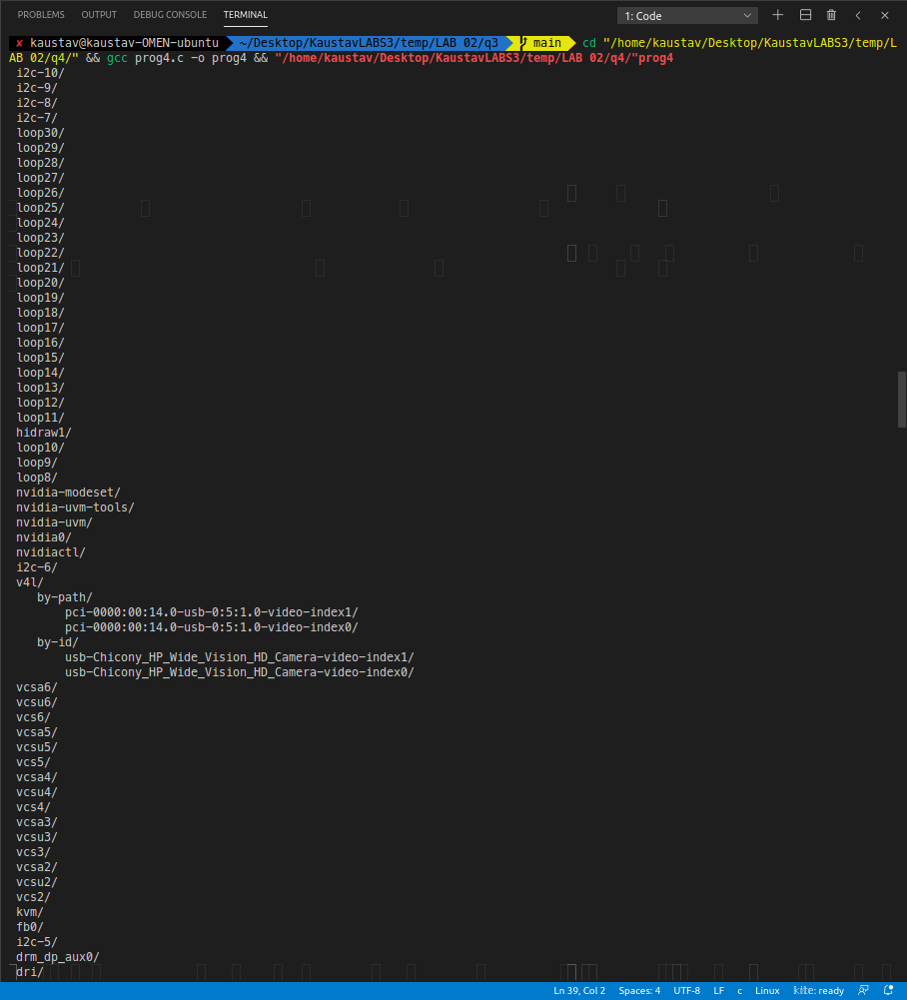 PROBLEMS OUTPUT DEBUG CONSOLE TERMINAL 1: Code
✘ kaustav@kaustav-OMEN-ubuntu ~/Desktop/KaustavLABS3/temp/LAB 02/q3 main cd "/home/kaustav/Desktop/KaustavLABS3/temp/L
AB 02/q4/" && gcc prog4.c -o prog4 && "/home/kaustav/Desktop/KaustavLABS3/temp/LAB 02/q4/"prog4
i2c-10/
i2c-9/
i2c-8/
i2c-7/
loop30/
loop29/
loop28/
loop27/
loop26/
loop25/
loop24/
loop23/
loop22/
loop21/
loop20/
loop19/
loop18/
loop17/
loop16/
loop15/
loop14/
loop13/
loop12/
loop11/
hidraw1/
loop10/
loop9/
loop8/
nvidia-modeset/
nvidia-uvm-tools/
nvidia-uvm/
nvidia0/
nvidiactl/
i2c-6/
v4l/
by-path/
pci-0000:00:14.0-usb-0:5:1.0-video-index1/
pci-0000:00:14.0-usb-0:5:1.0-video-index0/
by-id/
usb-Chicony_HP_Wide_Vision_HD_Camera-video-index1/
usb-Chicony_HP_Wide_Vision_HD_Camera-video-index0/
vcsa6/
vcsu6/
vcs6/
vcsa5/
vcsu5/
vcs5/
vcsa4/
vcsu4/
vcs4/
vcsa3/
vcsu3/
vcs3/
vcsa2/
vcsu2/
vcs2/
kvm/
fb0/
i2c-5/
drm_dp_aux0/
dri/
Ln 39, Col 2 Spaces: 4 UTF-8 LF c Linux kite: ready